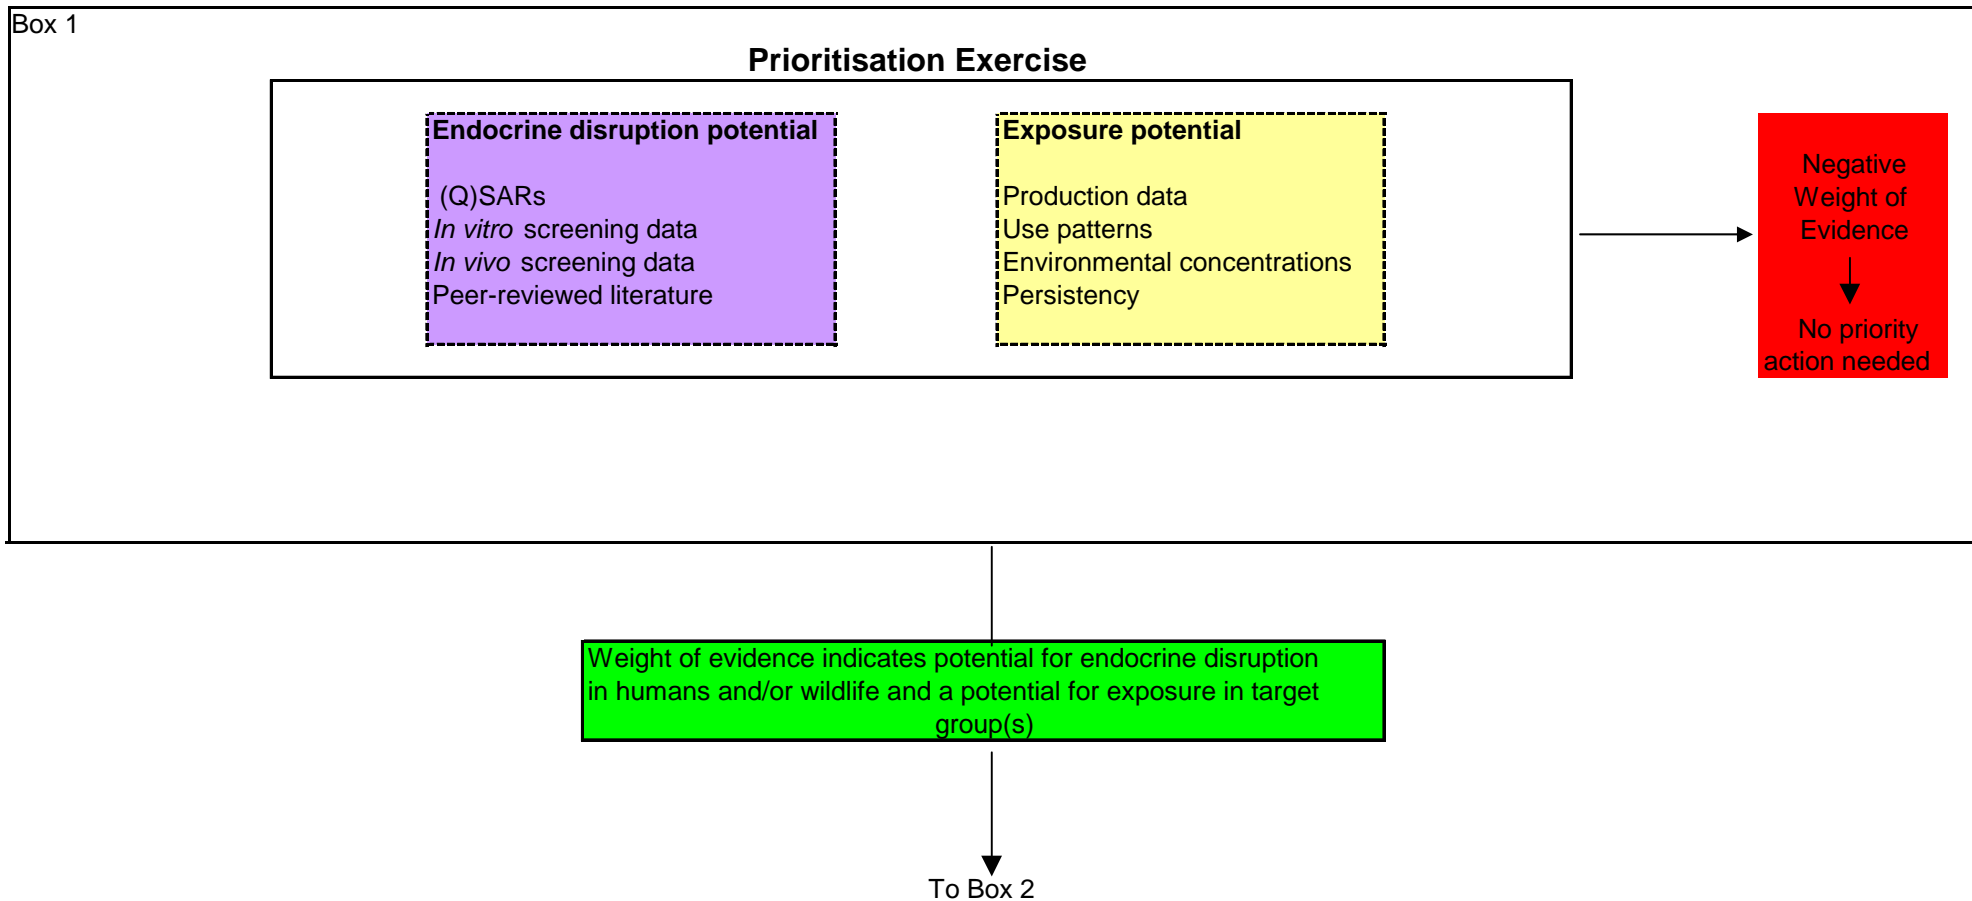 Box 1
Prioritisation Exercise
Endocrine disruption potential
(Q)SARs
In vitro screening data
In vivo screening data
Peer-reviewed literature
Exposure potential
Production data
Use patterns
Environmental concentrations
Persistency
Negative
Weight of
Evidence
No priority
action needed
Weight of evidence indicates potential for endocrine disruption
in humans and/or wildlife and a potential for exposure in target
group(s)
To Box 2